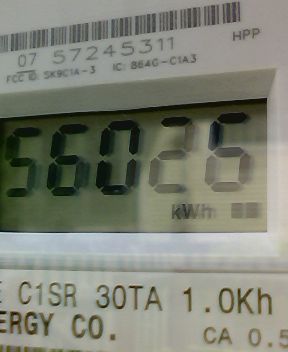 HPP
07 57245311
FCC ID: SK9C1A-3 IC: 864G-C1A3
56026
kWh
C1SR 30TA 1.0Kh
ERGY CO.
CA 0.5